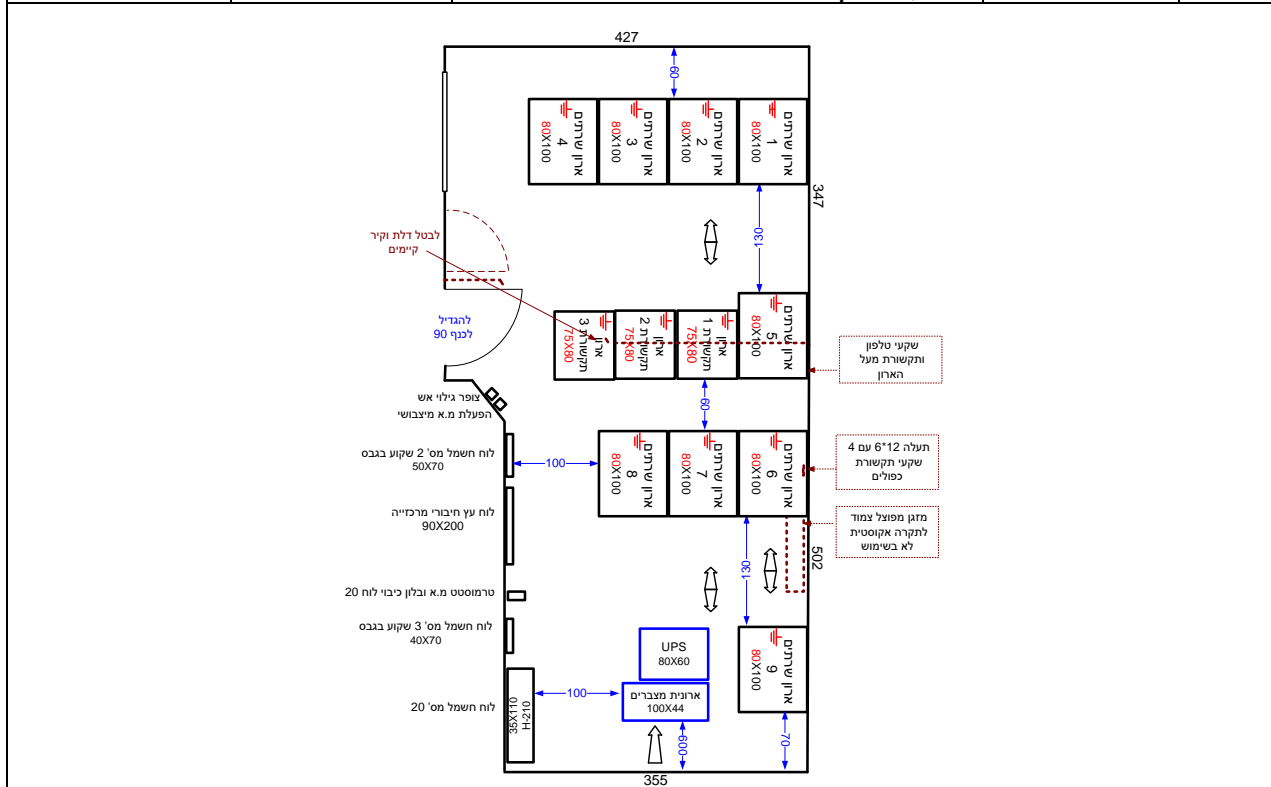 427
60
ארון שרתים
4
80X100
ארון שרתים
3
80X100
ארון שרתים
2
80X100
ארון שרתים
1
80X100
347
130
לבטל דלת וקיר
קיימים
להגדיל
לכנף 90
ארון
תקשורת 3
75X80
ארון
תקשורת 2
75X80
ארון
תקשורת 1
75X80
ארון שרתים
5
80X100
שקעי טלפון
ותקשורת מעל
הארון
60
צופר גילוי אש
הפעלת מ.א מיצבושי
לוח חשמל מס' 2 שקוע בגבס
50X70
100
ארון שרתים
8
80X100
ארון שרתים
7
80X100
ארון שרתים
6
80X100
תעלה 12*6 עם 4
שקעי תקשורת
כפולים
לוח עץ חיבורי מרכזייה
90X200
מזגן מפוצל צמוד
לתקרה אקוסטית
לא בשימוש
502
130
טרמוסטט מ.א ובלון כיבוי לוח 20
לוח חשמל מס' 3 שקוע בגבס
40X70
UPS
80X60
ארון שרתים
9
80X100
לוח חשמל מס' 20
35X110
H-210
100
ארונית מצברים
100X44
600
70
355